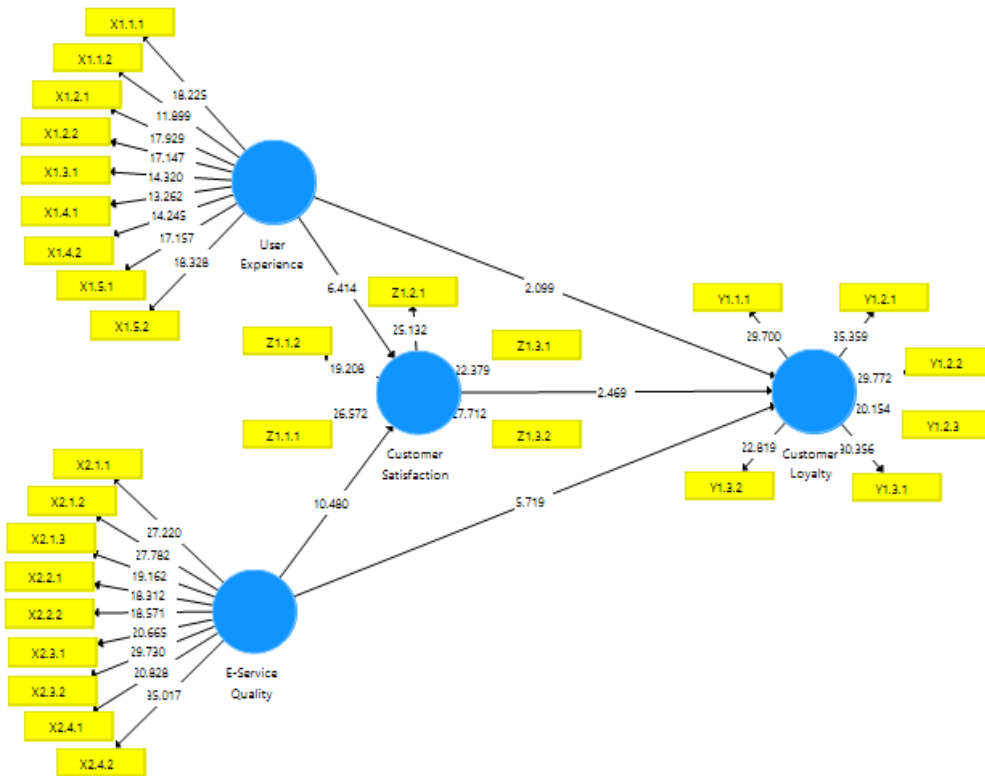 X1.1.1
X1.1.2
X1.2.1
X1.2.2
X1.3.1
X1.4.1
X1.4.2
X1.5.1
X1.5.2
18.225
11.899
17.929
17.147
14.320
13.262
14.245
17.157
18.328
User
Experience
6.414
2.099
Z1.2.1
Z1.1.2
Z1.3.1
Z1.1.1
Z1.3.2
25.132
19.208
22.379
26.572
27.712
Customer
Satisfaction
2.469
Y1.1.1
Y1.2.1
Y1.2.2
Y1.2.3
Y1.3.1
Y1.3.2
29.700
35.359
29.772
20.154
30.356
22.819
Customer
Loyalty
10.480
5.719
X2.1.1
X2.1.2
X2.1.3
X2.2.1
X2.2.2
X2.3.1
X2.3.2
X2.4.1
X2.4.2
27.220
27.782
19.162
18.312
18.571
20.665
29.730
20.828
35.017
E-Service
Quality